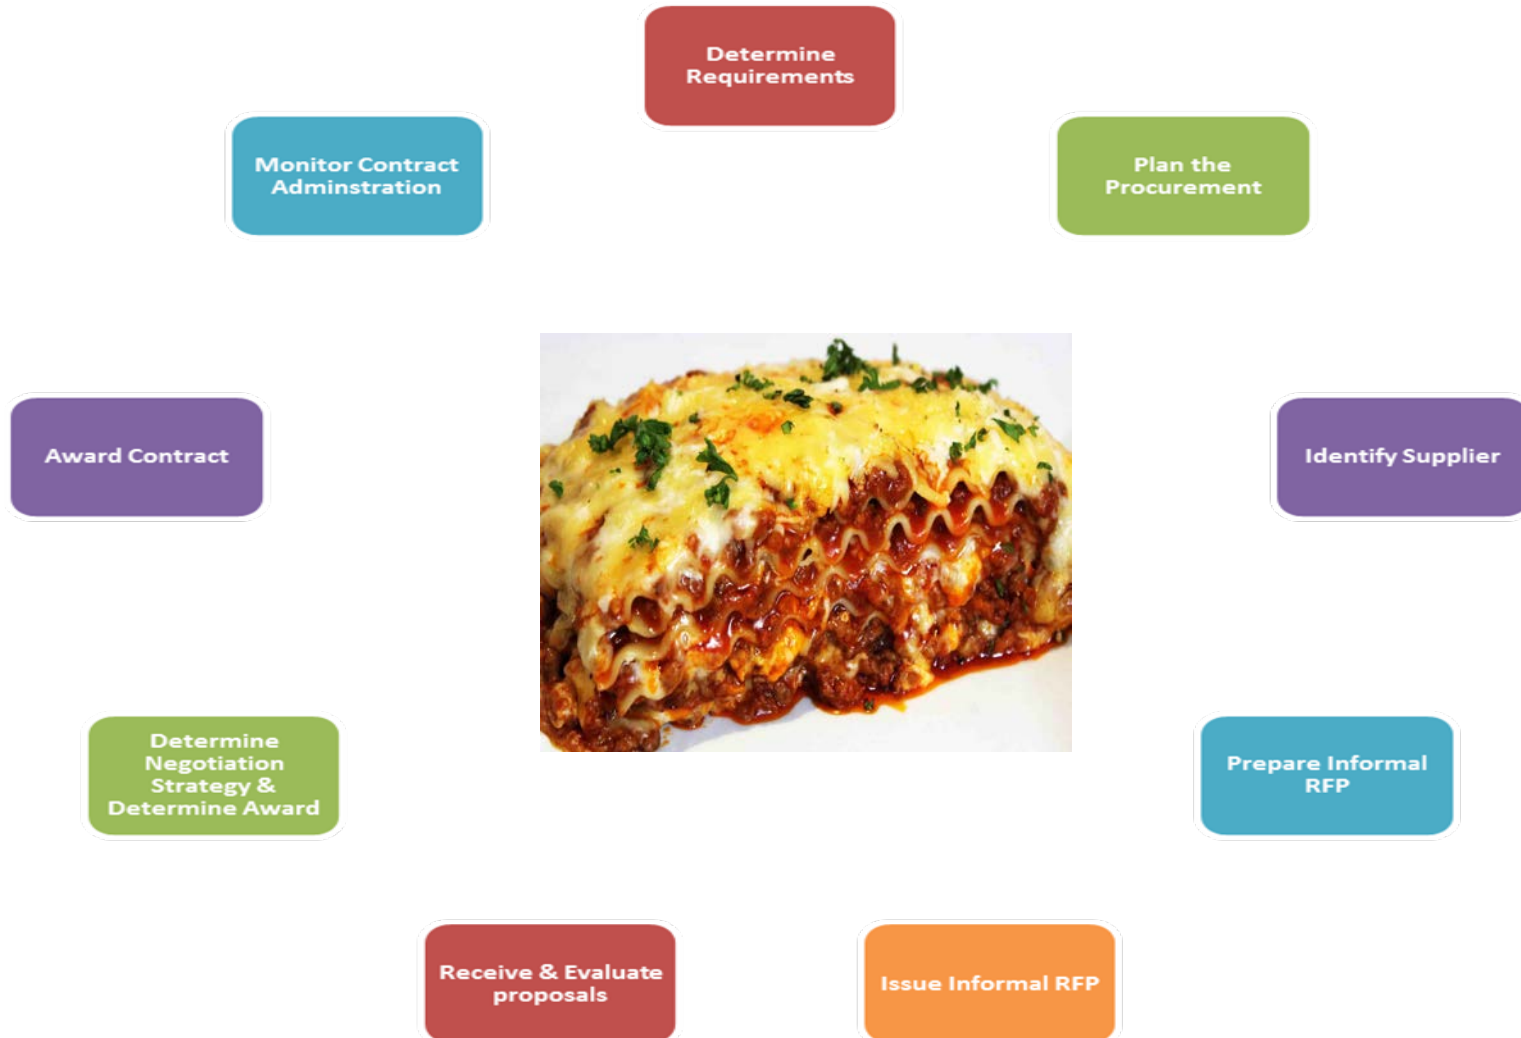 Determine
Requirements
Plan the
Procurement
Identify Supplier
Prepare Informal
RFP
Issue Informal RFP
Receive & Evaluate
proposals
Determine
Negotiation
Strategy &
Determine Award
Award Contract
Monitor Contract
Adminstration